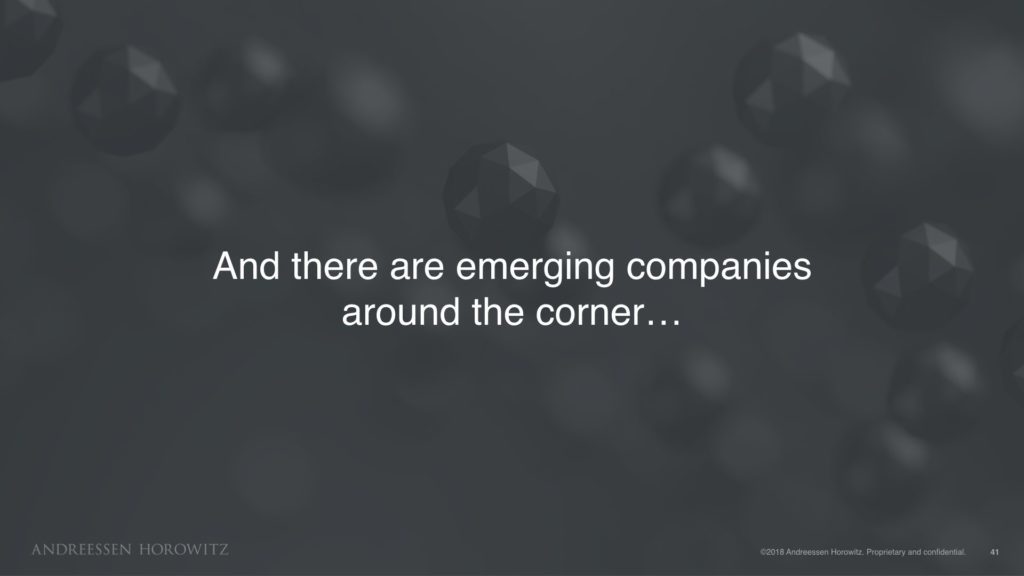 And there are emerging companies
around the corner…
ANDREESSEN HOROWITZ
©2018 Andreessen Horowitz. Proprietary and confidential. 41